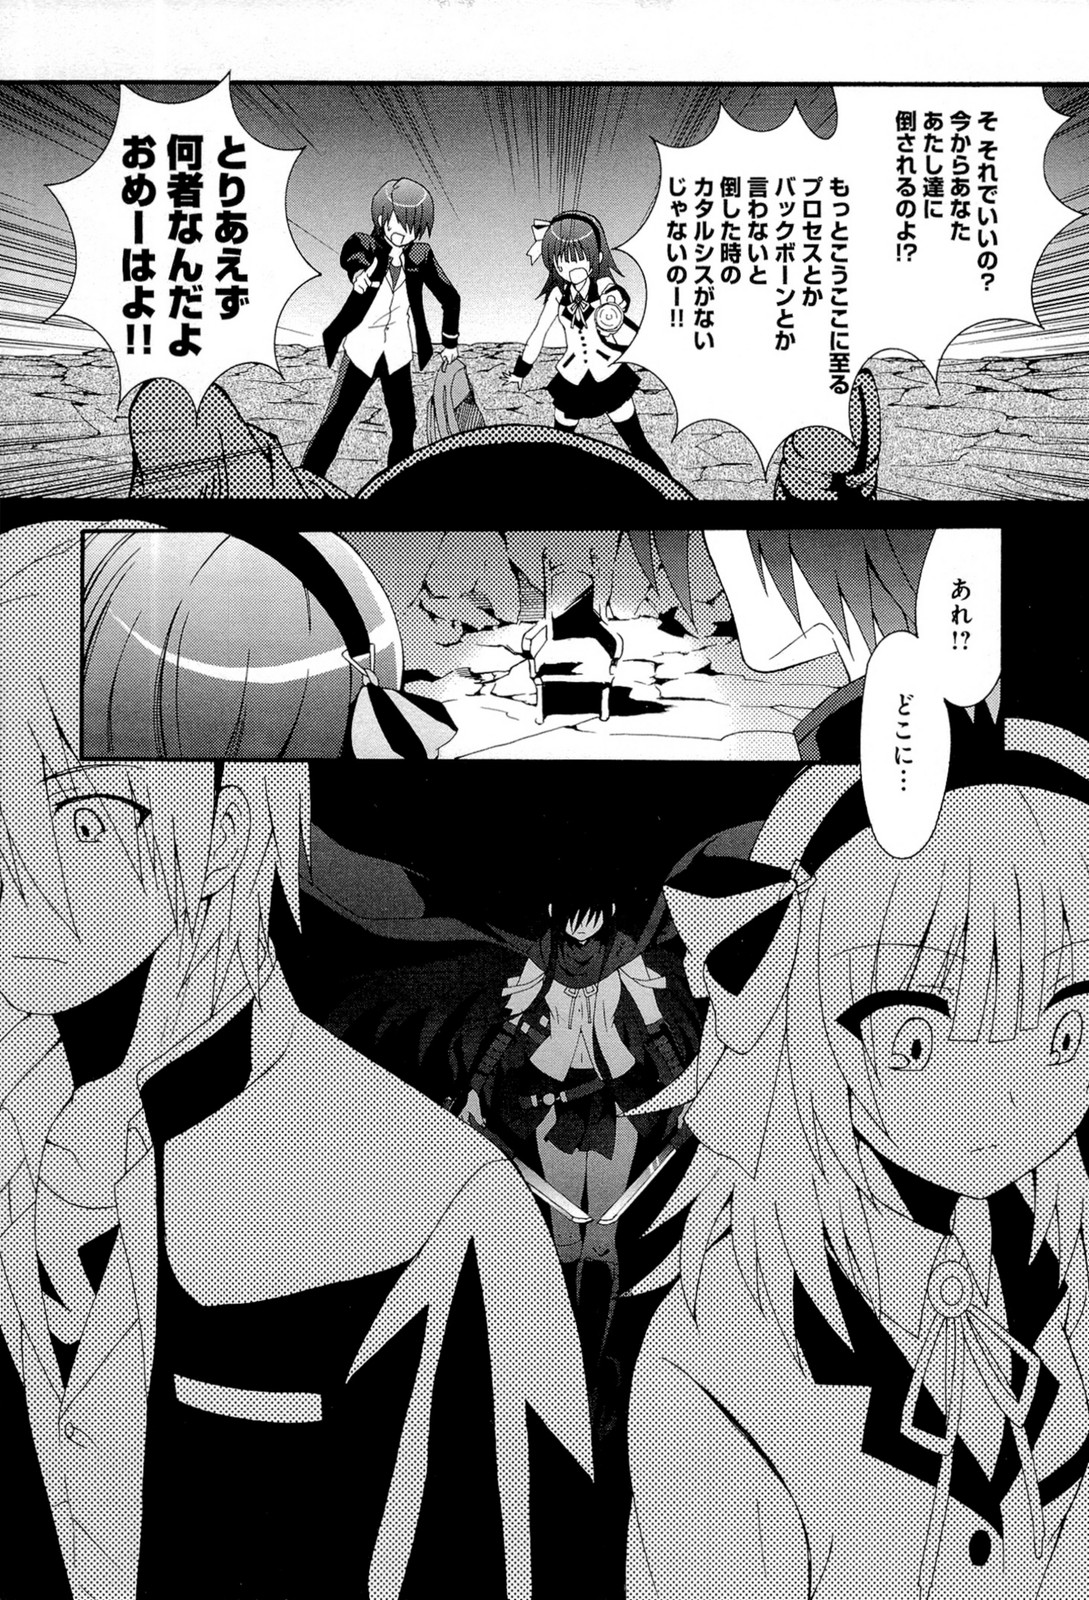 そ それでいいの?
今からあなた
あたし達に
倒されるのよ!?
もっとこうここに至る
プロセスとか
バックボーンとか
言わないと
倒した時の
カタルシスがない
じゃないのー!!
とりあえず
何者なんだよ
おめーはよ!!
あれ!?
どこに…